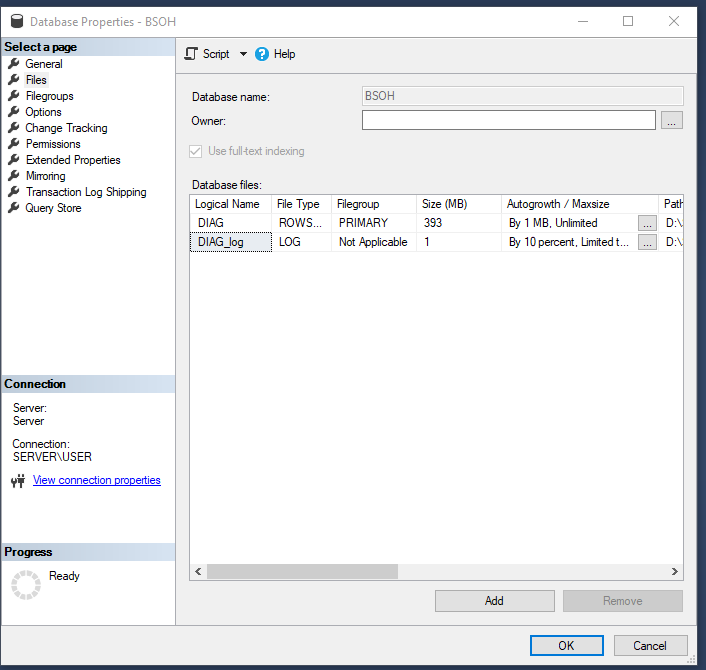 Database Properties - BSOH
Select a page
General
Files
Filegroups
Options
Change Tracking
Permissions
Extended Properties
Mirroring
Transaction Log Shipping
Query Store
Connection
Server:
Server
Connection:
SERVER\USER
View connection properties
Progress
Ready
Script Help
Database name: BSOH
Owner: ...
Use full-text indexing
Database files:
Logical Name File Type Filegroup Size (MB) Autogrowth / Maxsize Path
DIAG ROWS... PRIMARY 393 By 1 MB, Unlimited ... D:\
DIAG_log LOG Not Applicable 1 By 10 percent, Limited t... ... D:\
Add Remove
OK Cancel